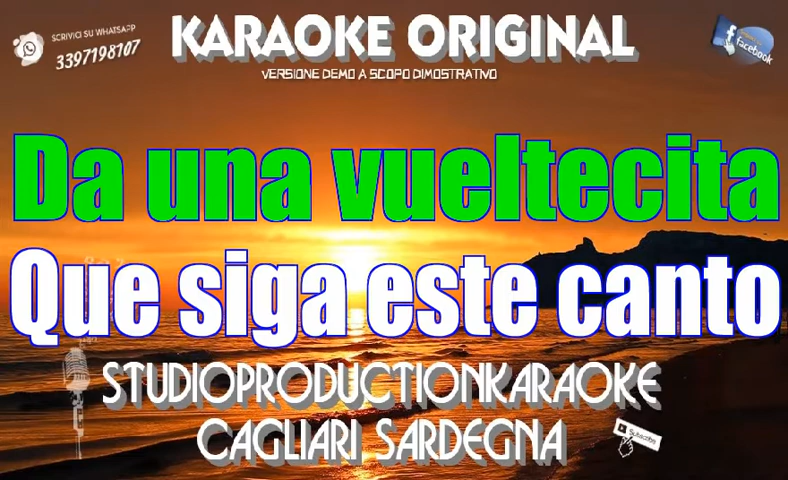 SCRIVICI SU WHATSAPP
3397198107
KARAOKE ORIGINAL
VERSIONE DEMO A SCOPO DIMOSTRATIVO
facebook
Da una vueltecita
Que siga este canto
STUDIOPRODUCTIONKARAOKE
CAGLIARI SARDEGNA
Subscribe